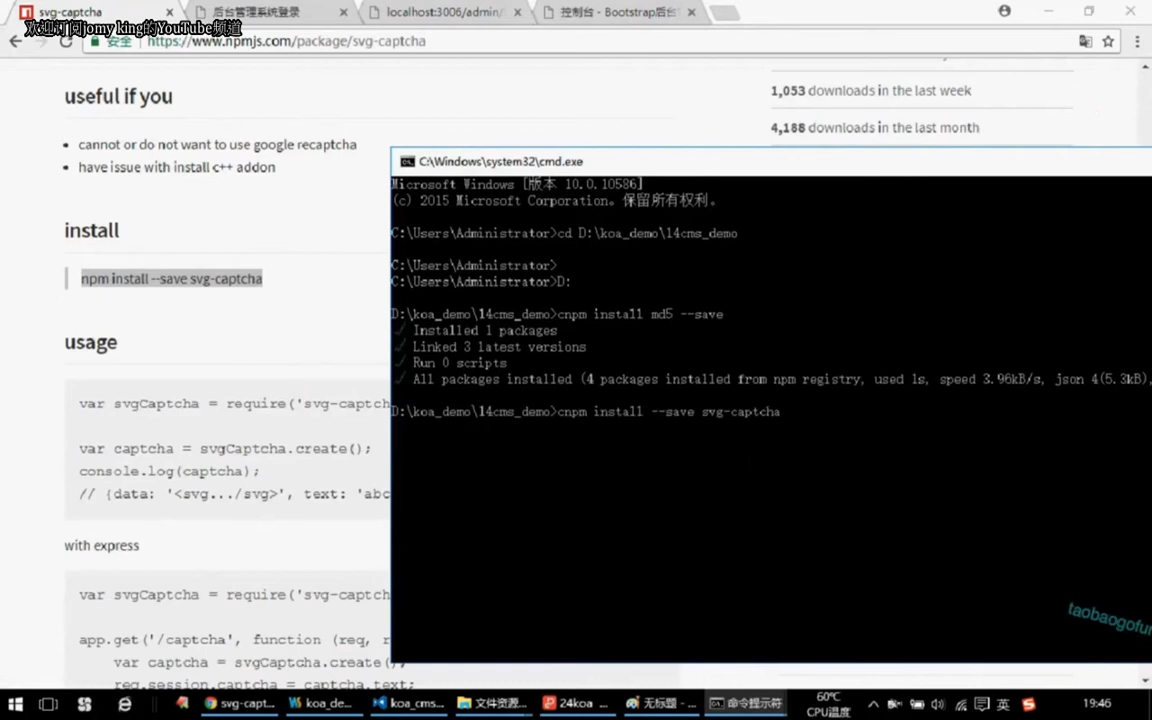 svg-captcha
后台管理系统登录
localhost:3006/admin/
控制台 - Bootstrap后台
欢迎订阅jomy king的YouTube频道
安全
https://www.npmjs.com/package/svg-captcha
useful if you
cannot or do not want to use google recaptcha
have issue with install c++ addon
1,053 downloads in the last week
4,188 downloads in the last month
install
npm install --save svg-captcha
usage
var svgCaptcha = require('svg-captch
var captcha = svgCaptcha.create();
console.log(captcha);
// {data: '<svg.../svg>', text: 'abc
with express
var svgCaptcha = require('svg-captch
app.get('/captcha', function (req, r
var captcha = svgCaptcha.create();
req.session.captcha = captcha.text;
C:\Windows\system32\cmd.exe
Microsoft Windows [版本 10.0.10586]
(c) 2015 Microsoft Corporation。保留所有权利。
C:\Users\Administrator>cd D:\koa_demo\14cms_demo
C:\Users\Administrator>
C:\Users\Administrator>D:
D:\koa_demo\14cms_demo>cnpm install md5 --save
√ Installed 1 packages
√ Linked 3 latest versions
√ Run 0 scripts
√ All packages installed (4 packages installed from npm registry, used 1s, speed 3.96kB/s, json 4(5.3kB),
D:\koa_demo\14cms_demo>cnpm install --save svg-captcha
taobaogofun
svg-capt...
koa_de...
koa_cms...
文件资源...
24koa ...
无标题 - ...
命令提示符
60℃
CPU温度
英
19:46